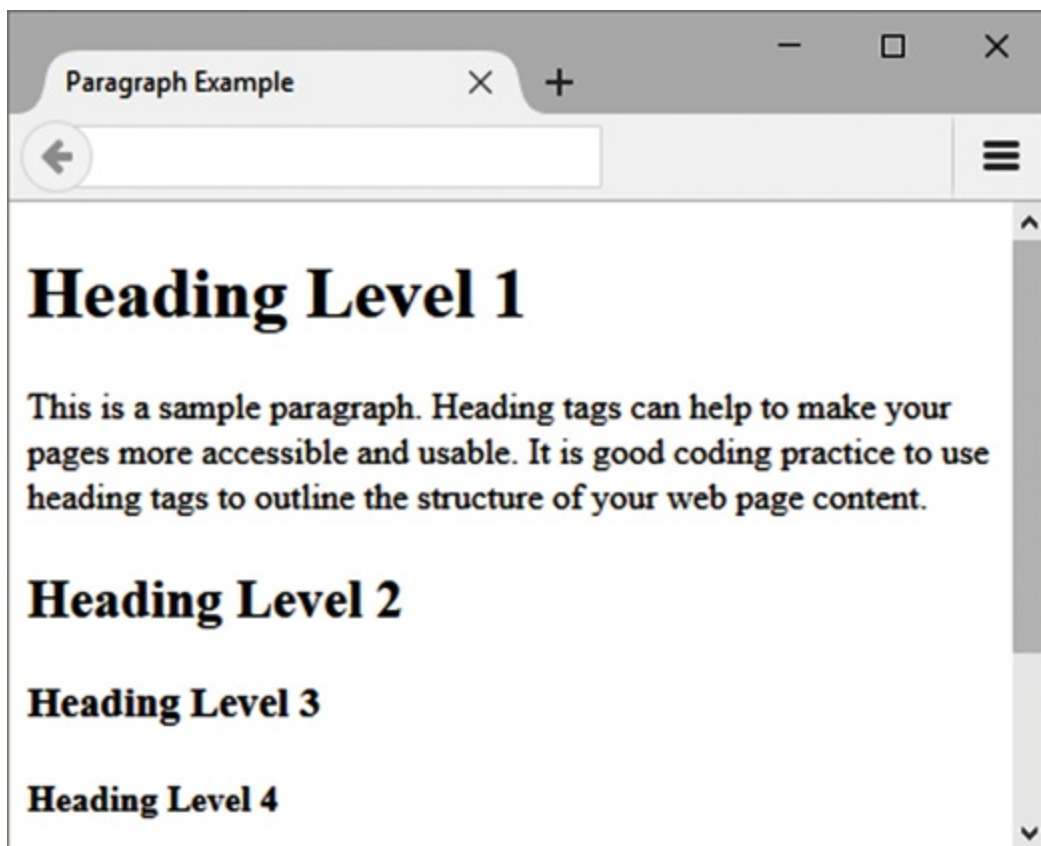 Paragraph Example
Heading Level 1
This is a sample paragraph. Heading tags can help to make your
pages more accessible and usable. It is good coding practice to use
heading tags to outline the structure of your web page content.
Heading Level 2
Heading Level 3
Heading Level 4